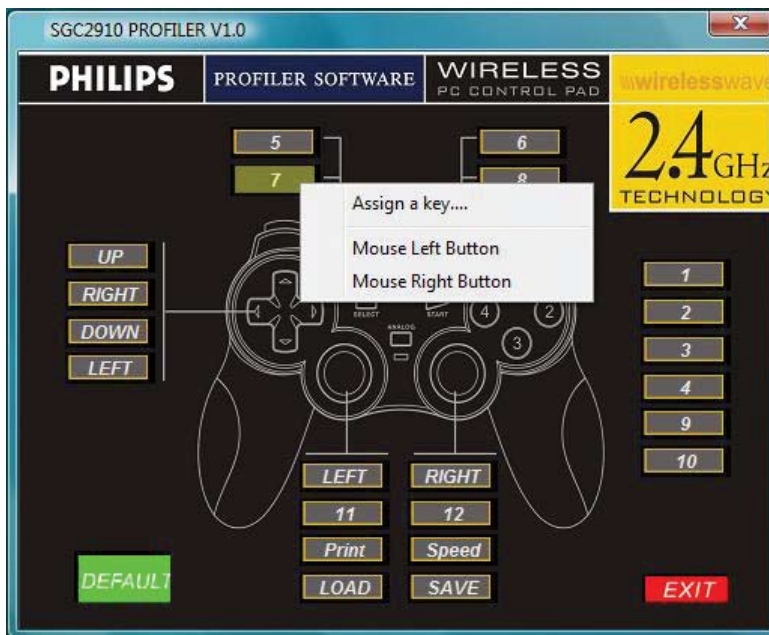 SGC2910 PROFILER V1.0
PHILIPS
PROFILER SOFTWARE
WIRELESS
PC CONTROL PAD
wirelesswave
2.4GHz
TECHNOLOGY
5
6
7
8
Assign a key....
Mouse Left Button
Mouse Right Button
UP
RIGHT
DOWN
LEFT
SELECT
START
ANALOG
4
2
3
1
2
3
4
9
10
LEFT
RIGHT
11
12
Print
Speed
LOAD
SAVE
DEFAULT
EXIT